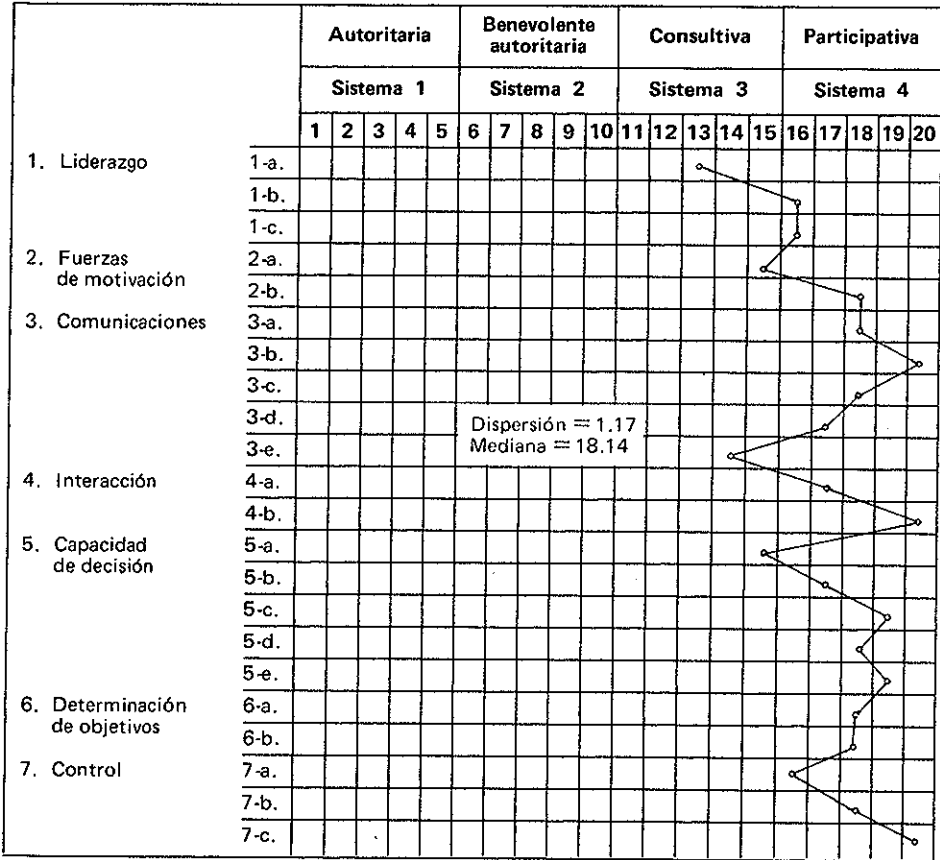 Autoritaria
Benevolente
autoritaria
Consultiva
Participativa
Sistema 1
Sistema 2
Sistema 3
Sistema 4
1 2 3 4 5 6 7 8 9 10 11 12 13 14 15 16 17 18 19 20
1. Liderazgo
1-a.
1-b.
1-c.
2. Fuerzas
de motivación
2-a.
2-b.
3. Comunicaciones
3-a.
3-b.
3-c.
3-d.
3-e.
Dispersión = 1.17
Mediana = 18.14
4. Interacción
4-a.
4-b.
5. Capacidad
de decisión
5-a.
5-b.
5-c.
5-d.
5-e.
6. Determinación
de objetivos
6-a.
6-b.
7. Control
7-a.
7-b.
7-c.